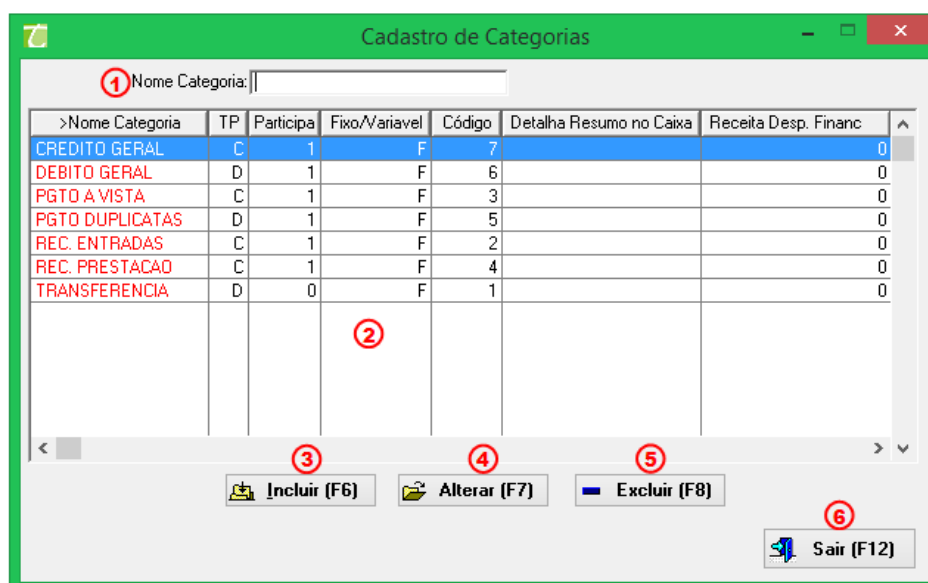 Cadastro de Categorias
1 Nome Categoria:
>Nome Categoria TP Participa Fixo/Variavel Código Detalha Resumo no Caixa Receita Desp. Financ
CREDITO GERAL C 1 F 7 0
DEBITO GERAL D 1 F 6 0
PGTO A VISTA C 1 F 3 0
PGTO DUPLICATAS D 1 F 5 0
REC. ENTRADAS C 1 F 2 0
REC. PRESTACAO C 1 F 4 0
TRANSFERENCIA D 0 F 1 0
2
3 4 5
Incluir (F6) Alterar (F7) Excluir (F8)
6
Sair (F12)